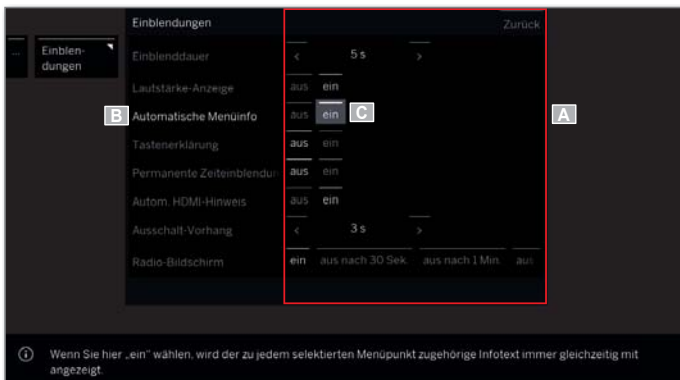 Einblendungen Zurück
... Einblen-
dungen
Einblenddauer < 5 s >
Lautstärke-Anzeige aus ein
B Automatische Menüinfo aus ein C A
Tastenerklärung aus ein
Permanente Zeiteinblendun aus ein
Autom. HDMI-Hinweis aus ein
Ausschalt-Vorhang < 3 s >
Radio-Bildschirm ein aus nach 30 Sek. aus nach 1 Min. aus
Wenn Sie hier „ein“ wählen, wird der zu jedem selektierten Menüpunkt zugehörige Infotext immer gleichzeitig mit
angezeigt.